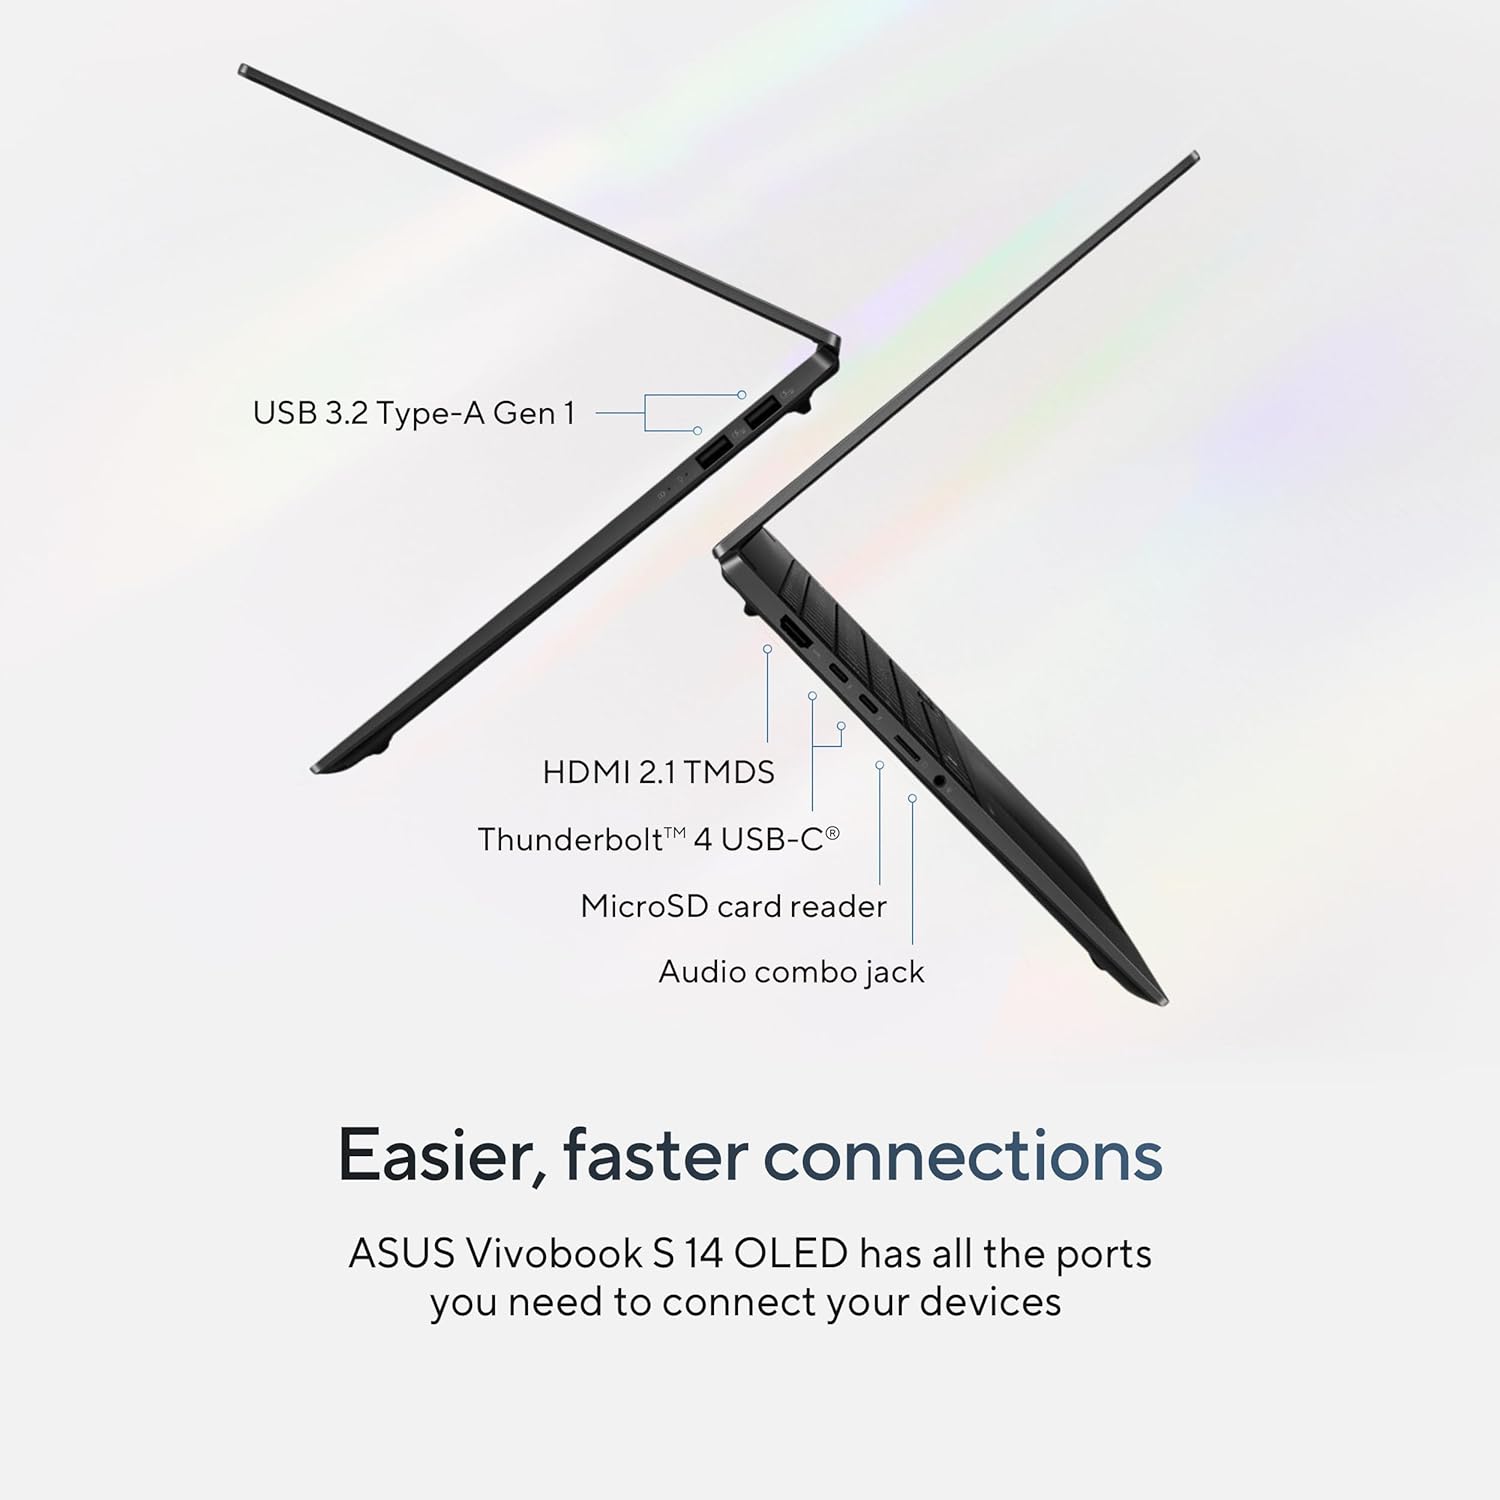 USB 3.2 Type-A Gen 1
HDMI 2.1 TMDS
Thunderbolt™ 4 USB-C®
MicroSD card reader
Audio combo jack
Easier, faster connections
ASUS Vivobook S 14 OLED has all the ports
you need to connect your devices